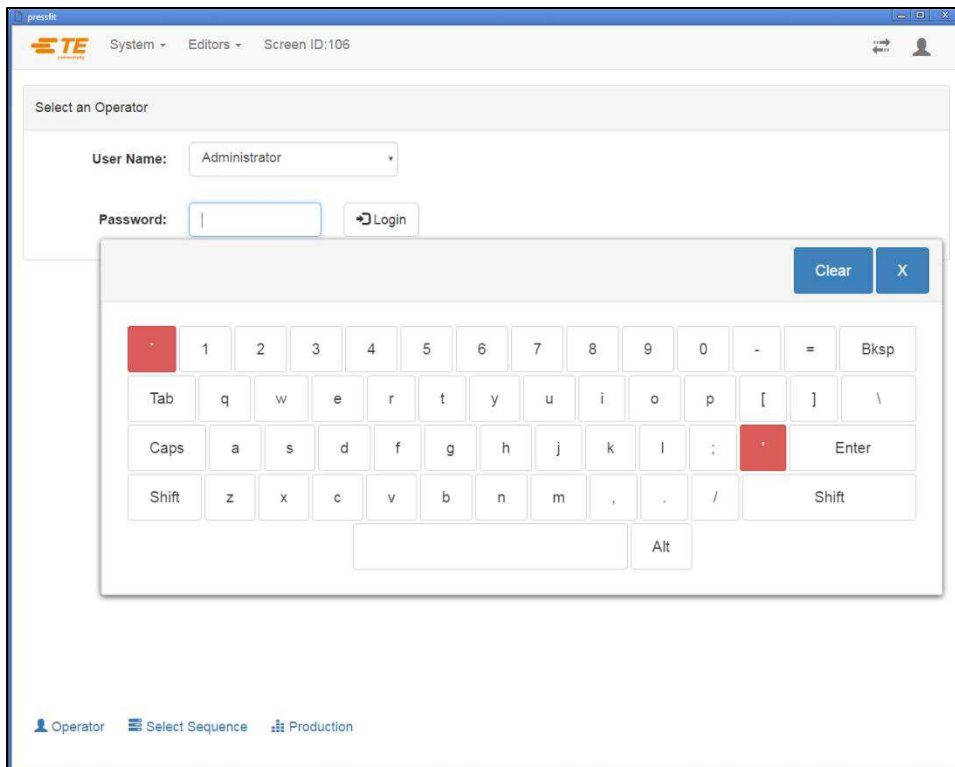 pressfit
TE connectivity System Editors Screen ID:106
Select an Operator
User Name: Administrator
Password: Login
Clear X
` 1 2 3 4 5 6 7 8 9 0 - = Bksp
Tab q w e r t y u i o p [ ] \
Caps a s d f g h j k l ; ' Enter
Shift z x c v b n m , . / Shift
Alt
Operator Select Sequence Production